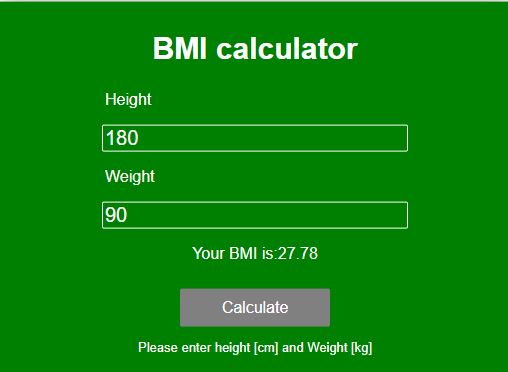 BMI calculator
Height
180
Weight
90
Your BMI is:27.78
Calculate
Please enter height [cm] and Weight [kg]